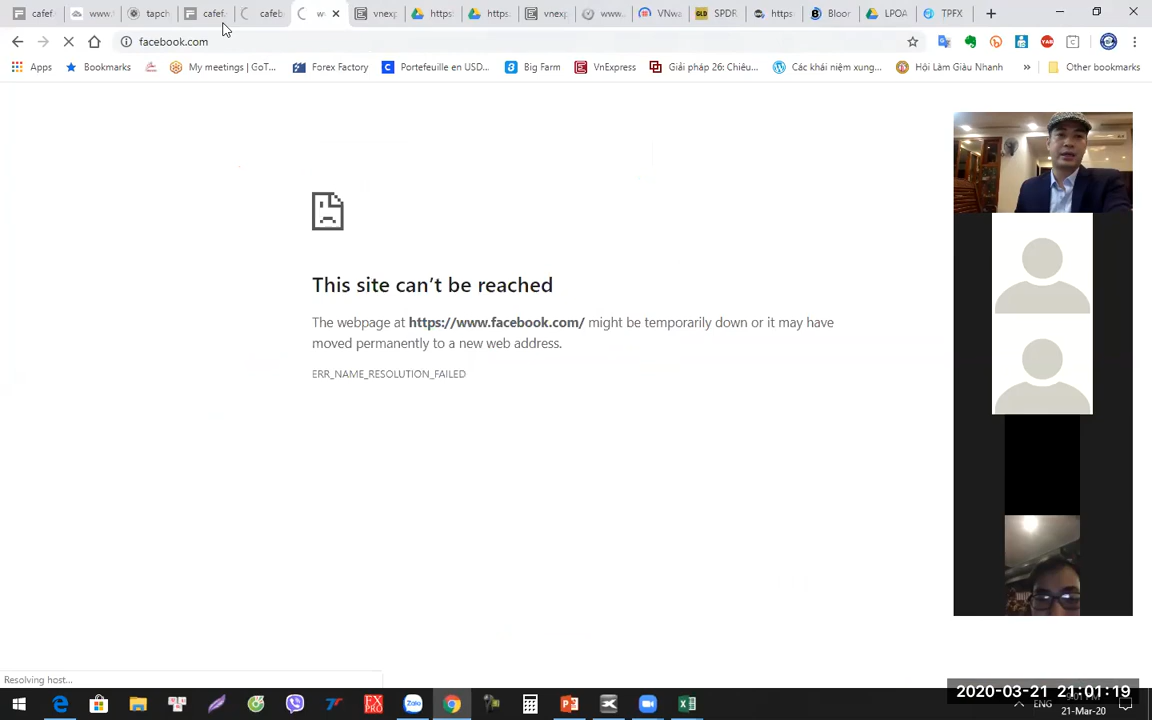 cafef
www.
tapch
cafef.
cafeb
w
vnexp
https:
https:
vnexp
www.
VNwa
SPDR
https:
Bloor
LPOA
TPFX
facebook.com
Apps
Bookmarks
My meetings | GoT...
Forex Factory
Portefeuille en USD...
Big Farm
VnExpress
Giải pháp 26: Chiêu...
Các khái niệm xung...
Hội Làm Giàu Nhanh
»
Other bookmarks
This site can’t be reached
The webpage at https://www.facebook.com/ might be temporarily down or it may have
moved permanently to a new web address.
ERR_NAME_RESOLUTION_FAILED
Resolving host...
FX
PRO
Zalo
ENG
2020-03-21 21:01:19
21-Mar-20